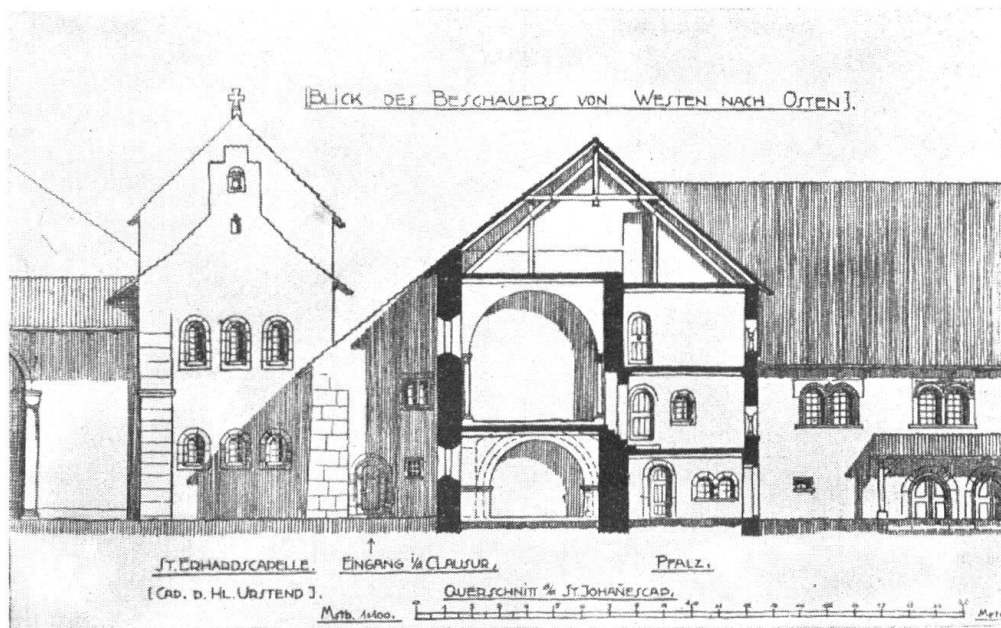 [BLICK DES BESCHAUERS VON WESTEN NACH OSTEN].
ST. ERHARDSCAPELLE. EINGANG i/d CLAUSUR, PFALZ.
[CAP. D. HL. URSTEND]. QUERSCHNITT d/d ST. JOHAÑESCAP.
Mstb. 1:100.